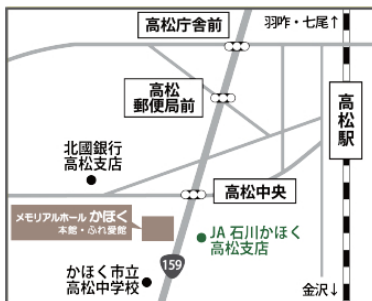 高松庁舎前
羽咋・七尾↑
高松
郵便局前
高松駅
北國銀行
高松支店
高松中央
メモリアルホール かほく
本館・ふれ愛館
JA 石川かほく
高松支店
159
かほく市立
高松中学校
金沢↓